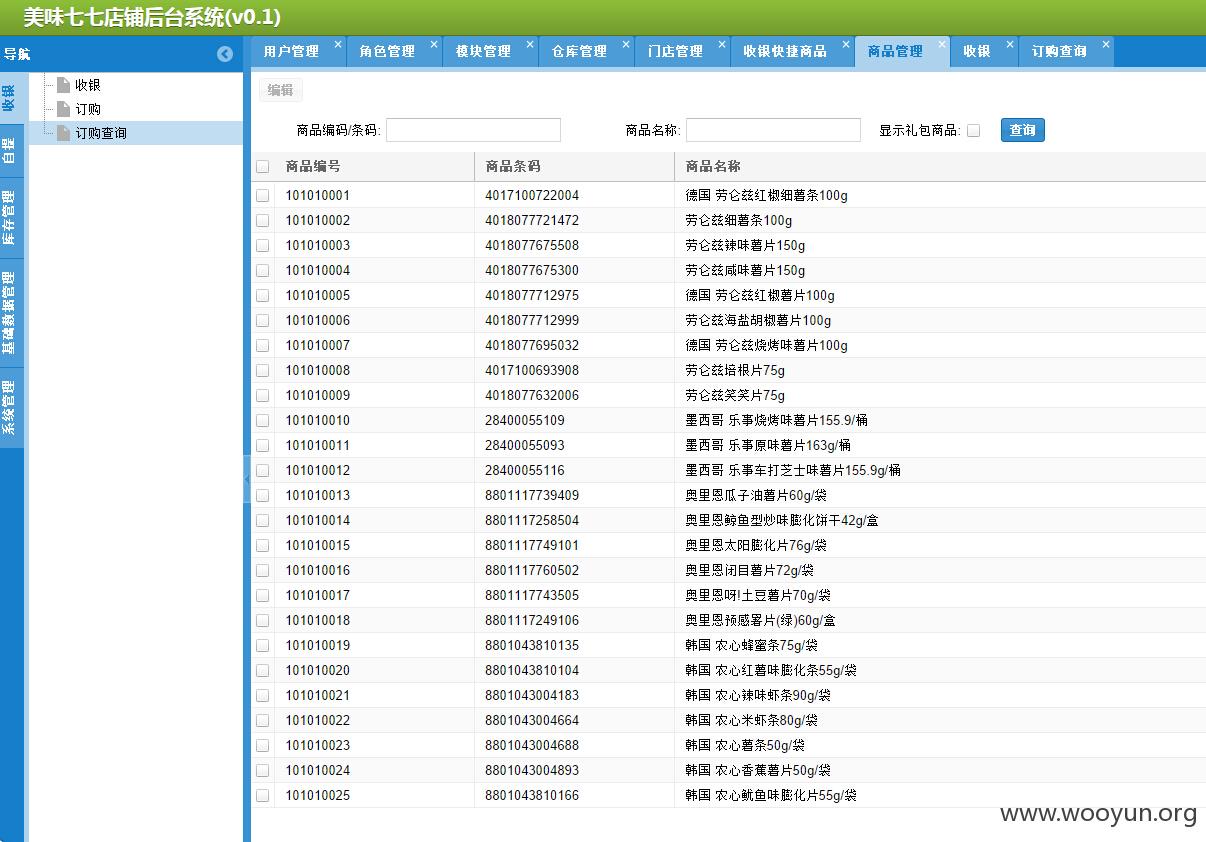 美味七七店铺后台系统(v0.1)
导航
用户管理 角色管理 模块管理 仓库管理 门店管理 收银快捷商品 商品管理 收银 订购查询
收银
自提
库存管理
基础数据管理
系统管理
收银
订购
订购查询
编辑
商品编码/条码: 商品名称: 显示礼包商品: 查询
商品编号 商品条码 商品名称
101010001 4017100722004 德国 劳仑兹红椒细薯条100g
101010002 4018077721472 劳仑兹细薯条100g
101010003 4018077675508 劳仑兹辣味薯片150g
101010004 4018077675300 劳仑兹咸味薯片150g
101010005 4018077712975 德国 劳仑兹红椒薯片100g
101010006 4018077712999 劳仑兹海盐胡椒薯片100g
101010007 4018077695032 德国 劳仑兹烧烤味薯片100g
101010008 4017100693908 劳仑兹培根片75g
101010009 4018077632006 劳仑兹笑笑片75g
101010010 28400055109 墨西哥 乐事烧烤味薯片155.9/桶
101010011 28400055093 墨西哥 乐事原味薯片163g/桶
101010012 28400055116 墨西哥 乐事车打芝士味薯片155.9g/桶
101010013 8801117739409 奥里恩瓜子油薯片60g/袋
101010014 8801117258504 奥里恩鲸鱼型炒味膨化饼干42g/盒
101010015 8801117749101 奥里恩太阳膨化片76g/袋
101010016 8801117760502 奥里恩闭目薯片72g/袋
101010017 8801117743505 奥里恩呀!土豆薯片70g/袋
101010018 8801117249106 奥里恩预感署片(绿)60g/盒
101010019 8801043810135 韩国 农心蜂蜜条75g/袋
101010020 8801043810104 韩国 农心红薯味膨化条55g/袋
101010021 8801043004183 韩国 农心辣味虾条90g/袋
101010022 8801043004664 韩国 农心米虾条80g/袋
101010023 8801043004688 韩国 农心薯条50g/袋
101010024 8801043004893 韩国 农心香蕉薯片50g/袋
101010025 8801043810166 韩国 农心鱿鱼味膨化片55g/袋
www.wooyun.org